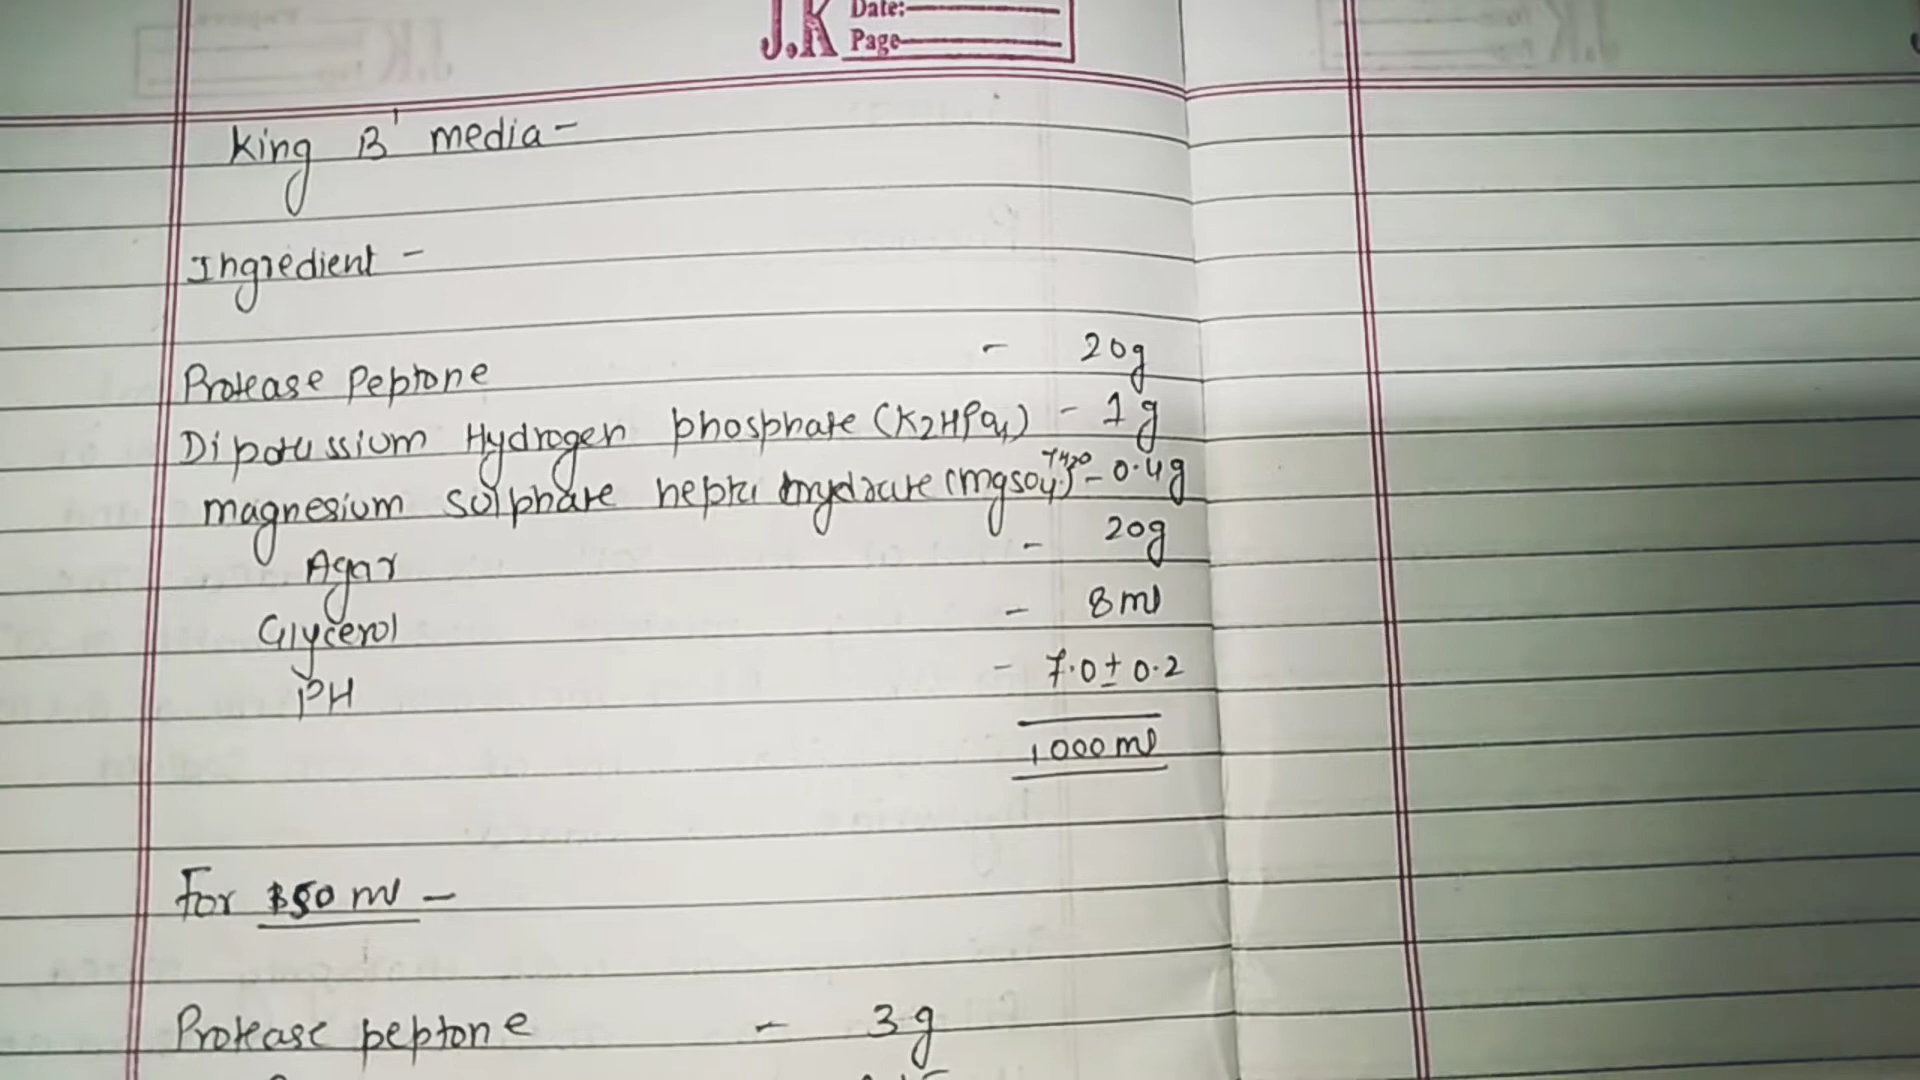 J.K
Date:
Page
King B' media -
Ingredient -
Protease Peptone - 20g
Dipotassium Hydrogen phosphate (K2HPO4) - 1g
magnesium sulphate hepta hydrate (mgso4.7H2O) - 0.4g
Agar - 20g
Glycerol - 8ml
PH - 7.0 ± 0.2
1000 ml
For 150 ml -
Protease peptone - 3g